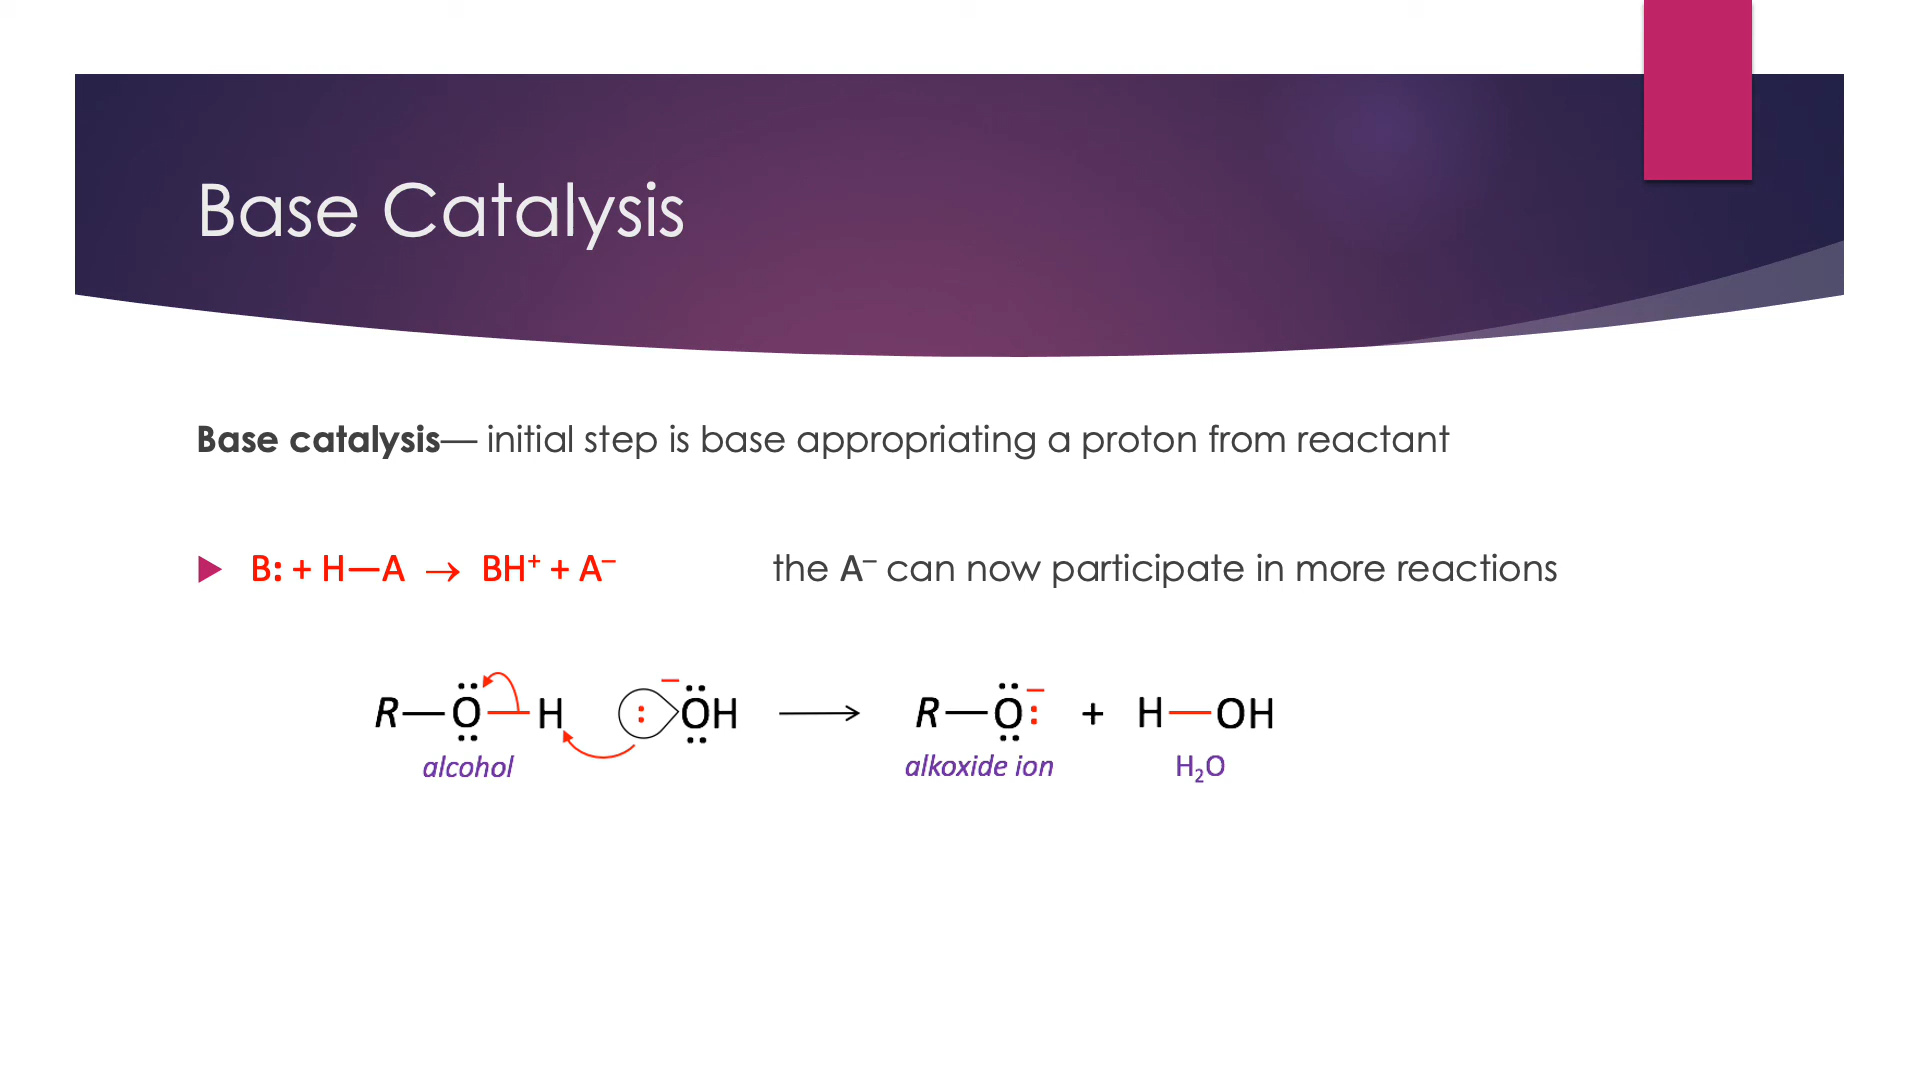 Base Catalysis
Base catalysis— initial step is base appropriating a proton from reactant
B: + H—A → BH⁺ + A⁻ the A⁻ can now participate in more reactions
R—O—H :⁻OH ⟶ R—O:⁻ + H—OH
alcohol alkoxide ion H₂O